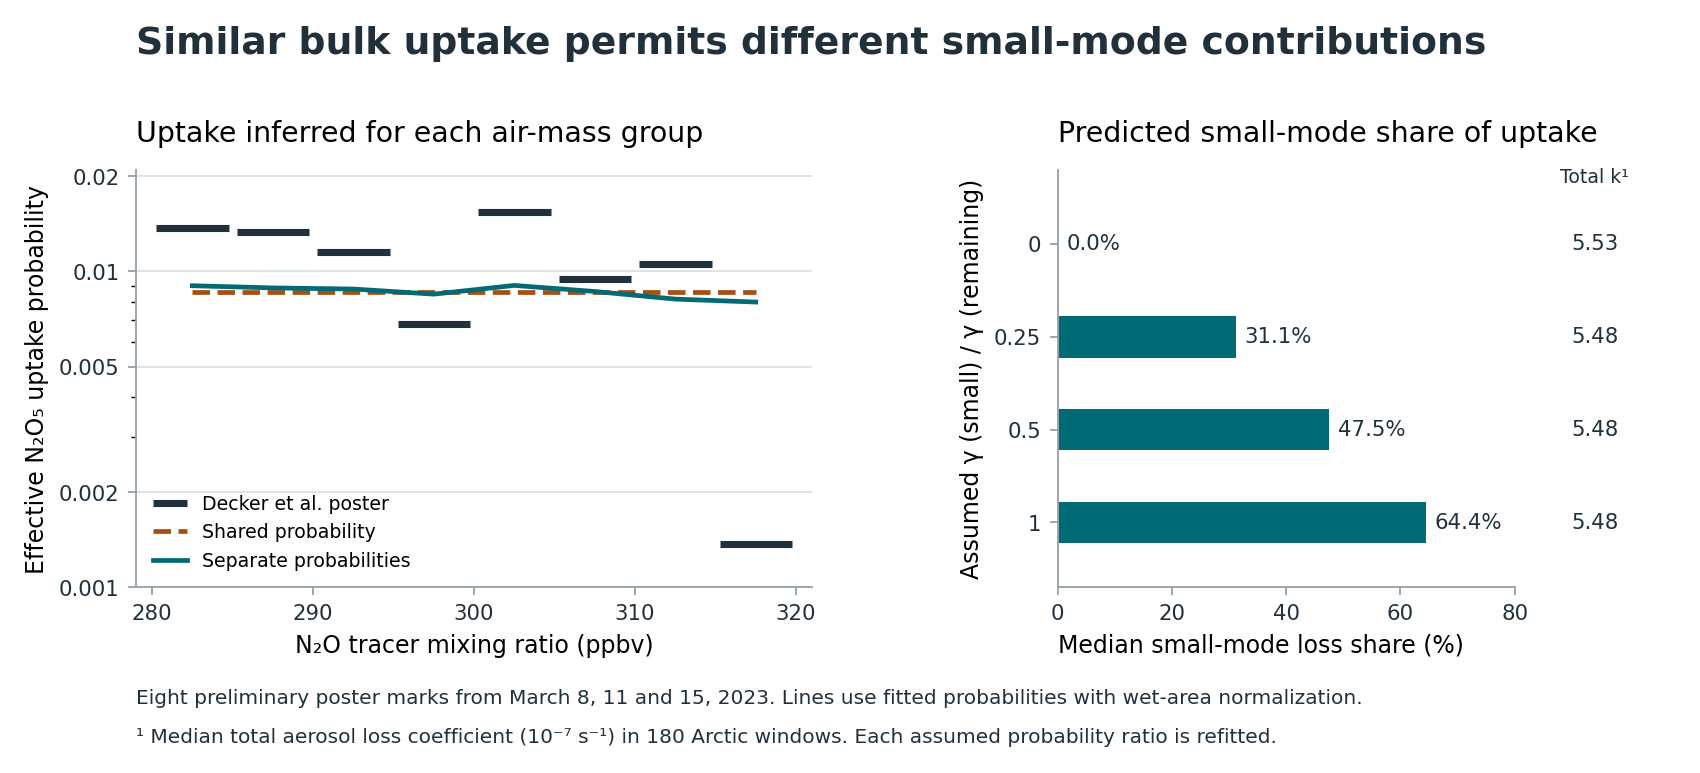 Similar bulk uptake permits different small-mode contributions
Uptake inferred for each air-mass group
Effective N₂O₅ uptake probability
0.02
0.01
0.005
0.002
0.001
Decker et al. poster
Shared probability
Separate probabilities
280 290 300 310 320
N₂O tracer mixing ratio (ppbv)
Predicted small-mode share of uptake
Total k¹
Assumed γ (small) / γ (remaining)
0 0.0% 5.53
0.25 31.1% 5.48
0.5 47.5% 5.48
1 64.4% 5.48
0 20 40 60 80
Median small-mode loss share (%)
Eight preliminary poster marks from March 8, 11 and 15, 2023. Lines use fitted probabilities with wet-area normalization.
¹ Median total aerosol loss coefficient (10⁻⁷ s⁻¹) in 180 Arctic windows. Each assumed probability ratio is refitted.